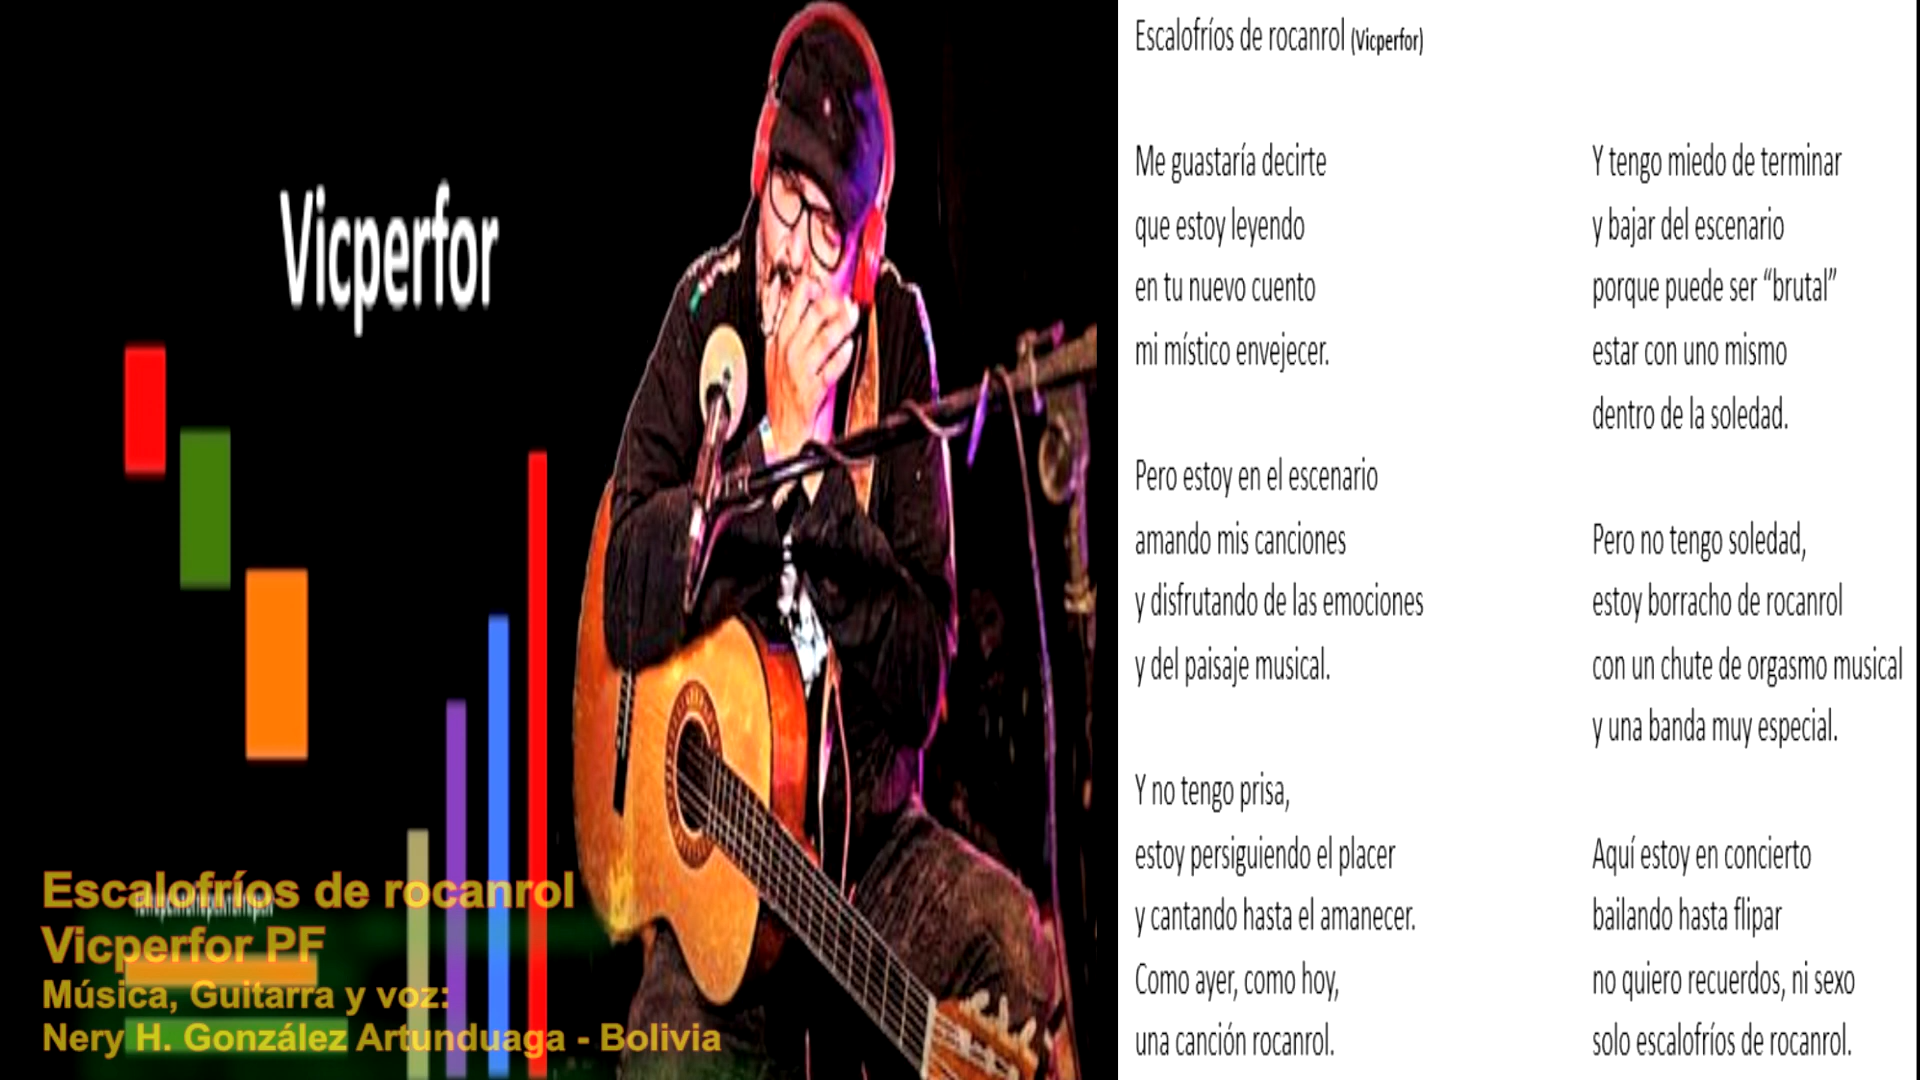 Vicperfor
Escalofríos de rocanrol
Vicperfor PF
Música, Guitarra y voz:
Nery H. González Artunduaga - Bolivia
Escalofríos de rocanrol (Vicperfor)
Me guastaría decirte
que estoy leyendo
en tu nuevo cuento
mi místico envejecer.
Pero estoy en el escenario
amando mis canciones
y disfrutando de las emociones
y del paisaje musical.
Y no tengo prisa,
estoy persiguiendo el placer
y cantando hasta el amanecer.
Como ayer, como hoy,
una canción rocanrol.
Y tengo miedo de terminar
y bajar del escenario
porque puede ser “brutal”
estar con uno mismo
dentro de la soledad.
Pero no tengo soledad,
estoy borracho de rocanrol
con un chute de orgasmo musical
y una banda muy especial.
Aquí estoy en concierto
bailando hasta flipar
no quiero recuerdos, ni sexo
solo escalofríos de rocanrol.